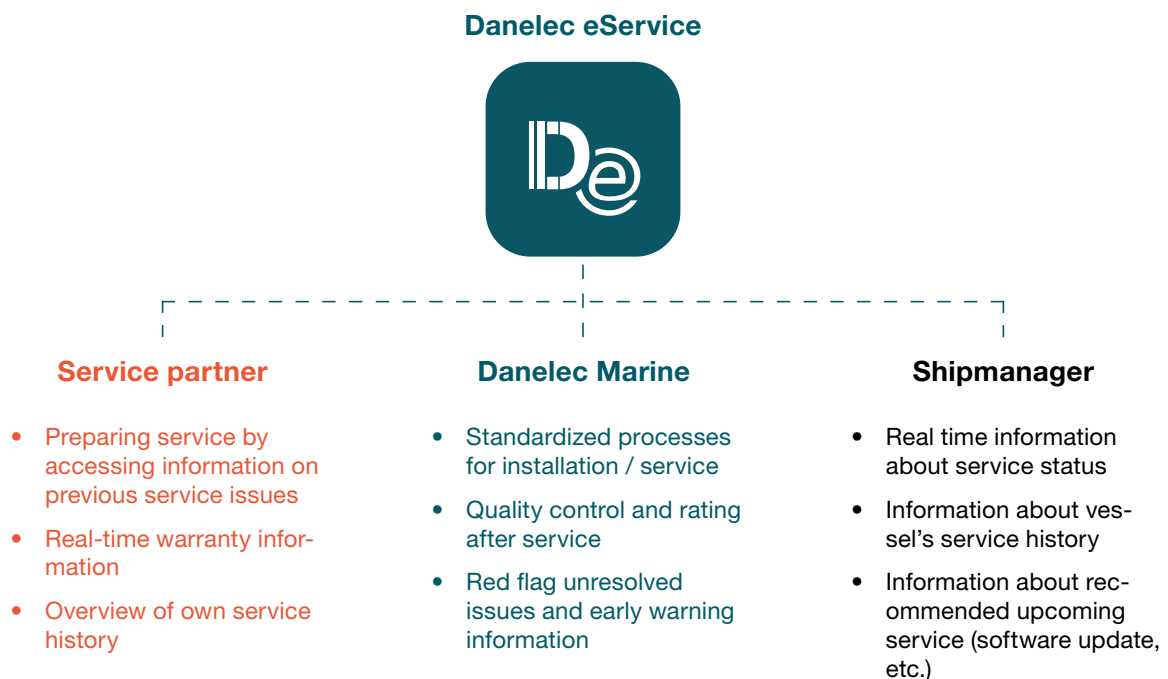 Danelec eService
De
Service partner
• Preparing service by
accessing information on
previous service issues
• Real-time warranty infor-
mation
• Overview of own service
history
Danelec Marine
• Standardized processes
for installation / service
• Quality control and rating
after service
• Red flag unresolved
issues and early warning
information
Shipmanager
• Real time information
about service status
• Information about ves-
sel’s service history
• Information about rec-
ommended upcoming
service (software update,
etc.)